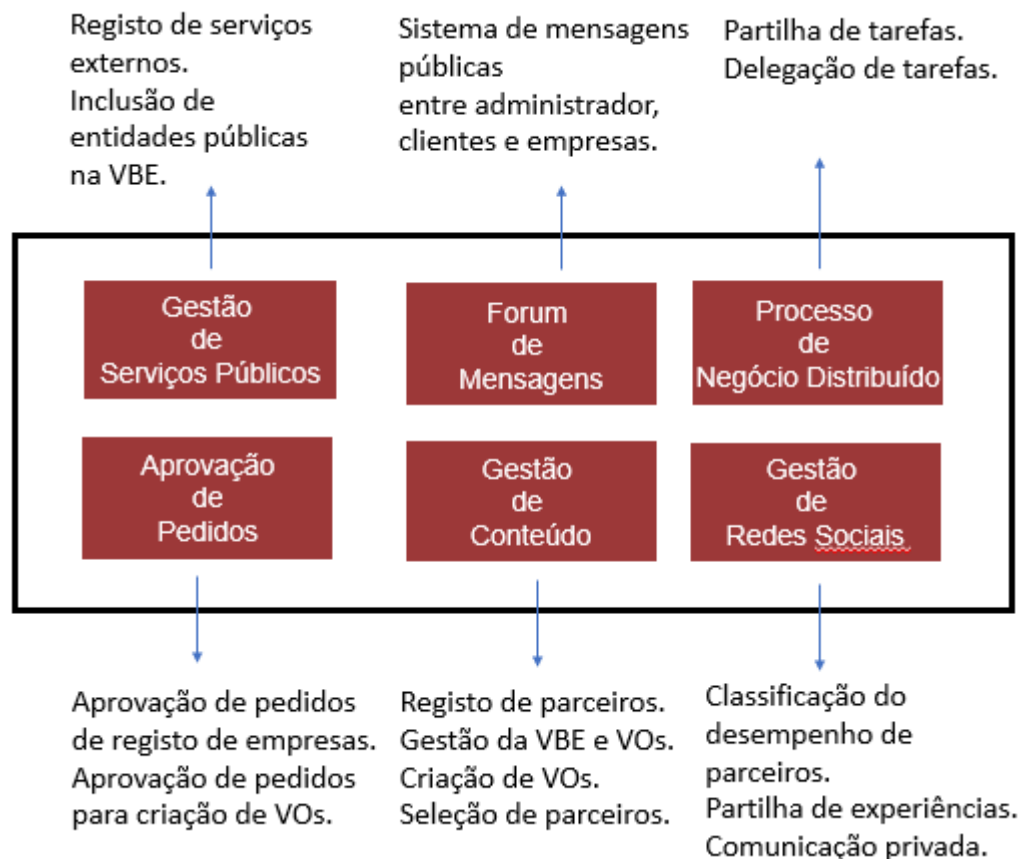 Registo de serviços
externos.
Inclusão de
entidades públicas
na VBE.
Sistema de mensagens
públicas
entre administrador,
clientes e empresas.
Partilha de tarefas.
Delegação de tarefas.
Gestão
de
Serviços Públicos
Forum
de
Mensagens
Processo
de
Negócio Distribuído
Aprovação
de
Pedidos
Gestão
de
Conteúdo
Gestão
de
Redes Sociais
Aprovação de pedidos
de registo de empresas.
Aprovação de pedidos
para criação de VOs.
Registo de parceiros.
Gestão da VBE e VOs.
Criação de VOs.
Seleção de parceiros.
Classificação do
desempenho de
parceiros.
Partilha de experiências.
Comunicação privada.